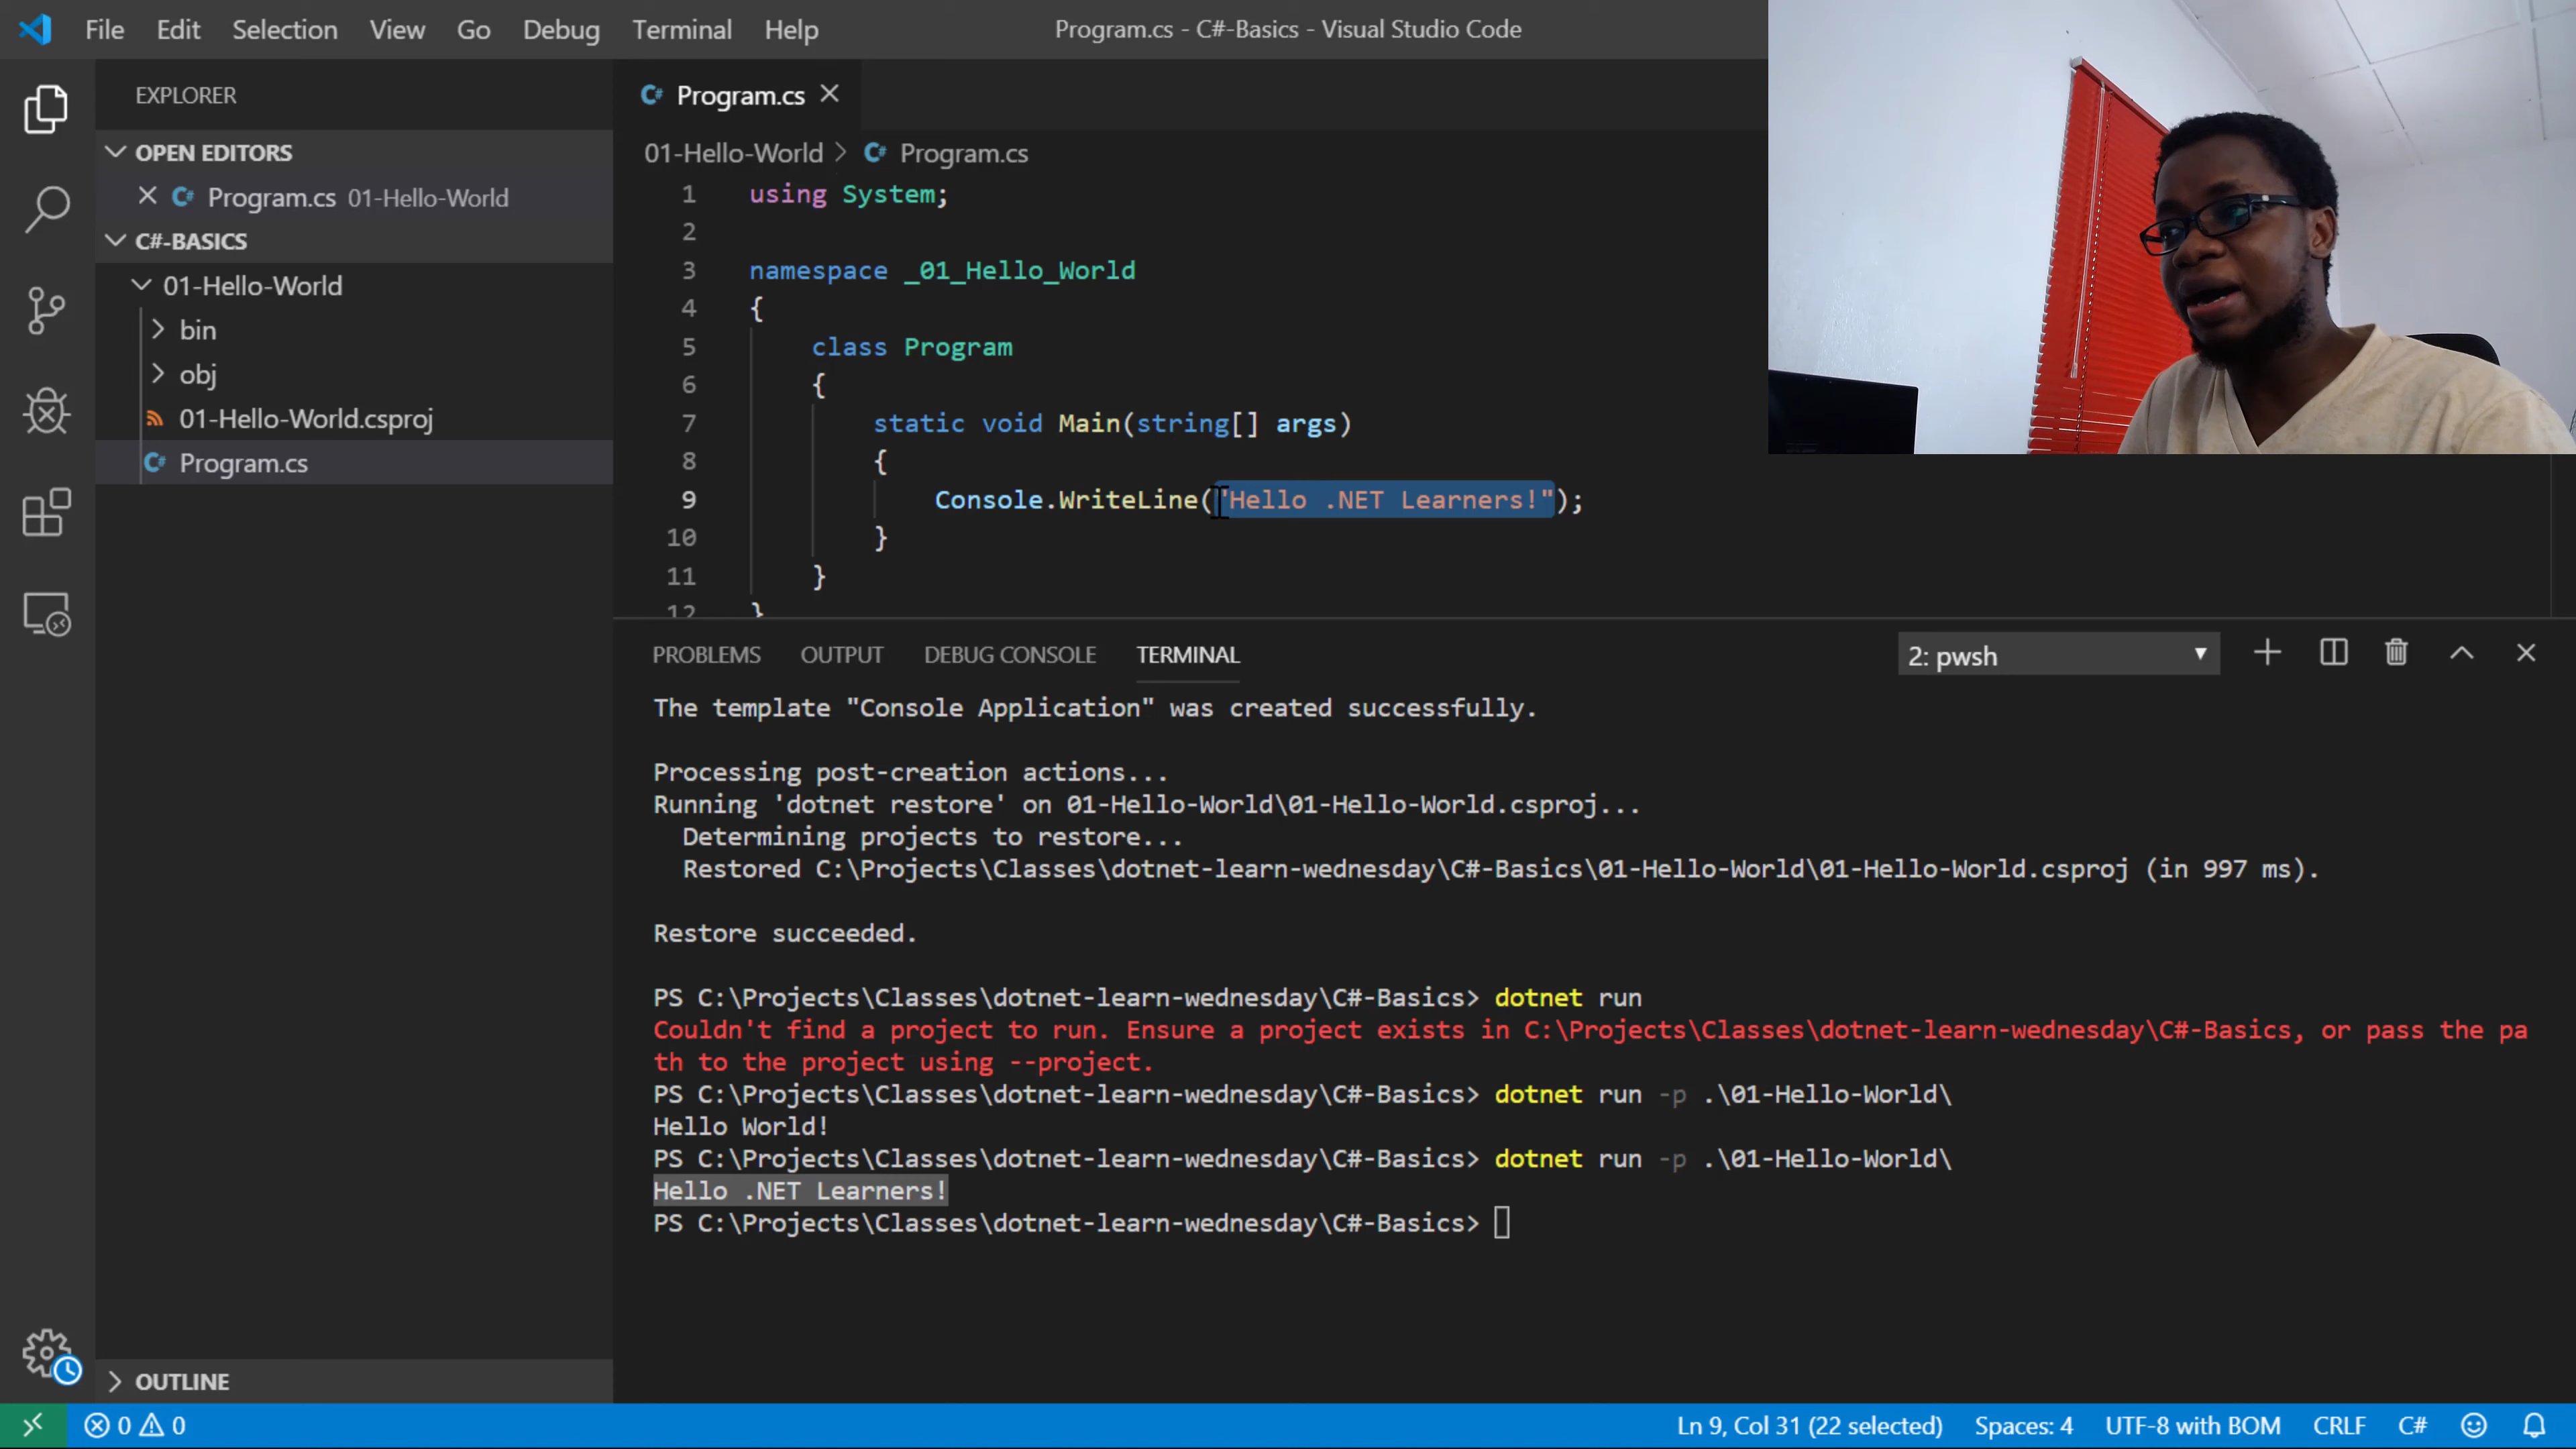 File Edit Selection View Go Debug Terminal Help
Program.cs - C#-Basics - Visual Studio Code
EXPLORER
OPEN EDITORS
Program.cs 01-Hello-World
C#-BASICS
01-Hello-World
bin
obj
01-Hello-World.csproj
Program.cs
OUTLINE
Program.cs
01-Hello-World > Program.cs
1 using System;
2
3 namespace _01_Hello_World
4 {
5 class Program
6 {
7 static void Main(string[] args)
8 {
9 Console.WriteLine("Hello .NET Learners!");
10 }
11 }
12 }
PROBLEMS OUTPUT DEBUG CONSOLE TERMINAL
2: pwsh
The template "Console Application" was created successfully.
Processing post-creation actions...
Running 'dotnet restore' on 01-Hello-World\01-Hello-World.csproj...
Determining projects to restore...
Restored C:\Projects\Classes\dotnet-learn-wednesday\C#-Basics\01-Hello-World\01-Hello-World.csproj (in 997 ms).
Restore succeeded.
PS C:\Projects\Classes\dotnet-learn-wednesday\C#-Basics> dotnet run
Couldn't find a project to run. Ensure a project exists in C:\Projects\Classes\dotnet-learn-wednesday\C#-Basics, or pass the pa
th to the project using --project.
PS C:\Projects\Classes\dotnet-learn-wednesday\C#-Basics> dotnet run -p .\01-Hello-World\
Hello World!
PS C:\Projects\Classes\dotnet-learn-wednesday\C#-Basics> dotnet run -p .\01-Hello-World\
Hello .NET Learners!
PS C:\Projects\Classes\dotnet-learn-wednesday\C#-Basics>
0 0
Ln 9, Col 31 (22 selected) Spaces: 4 UTF-8 with BOM CRLF C#